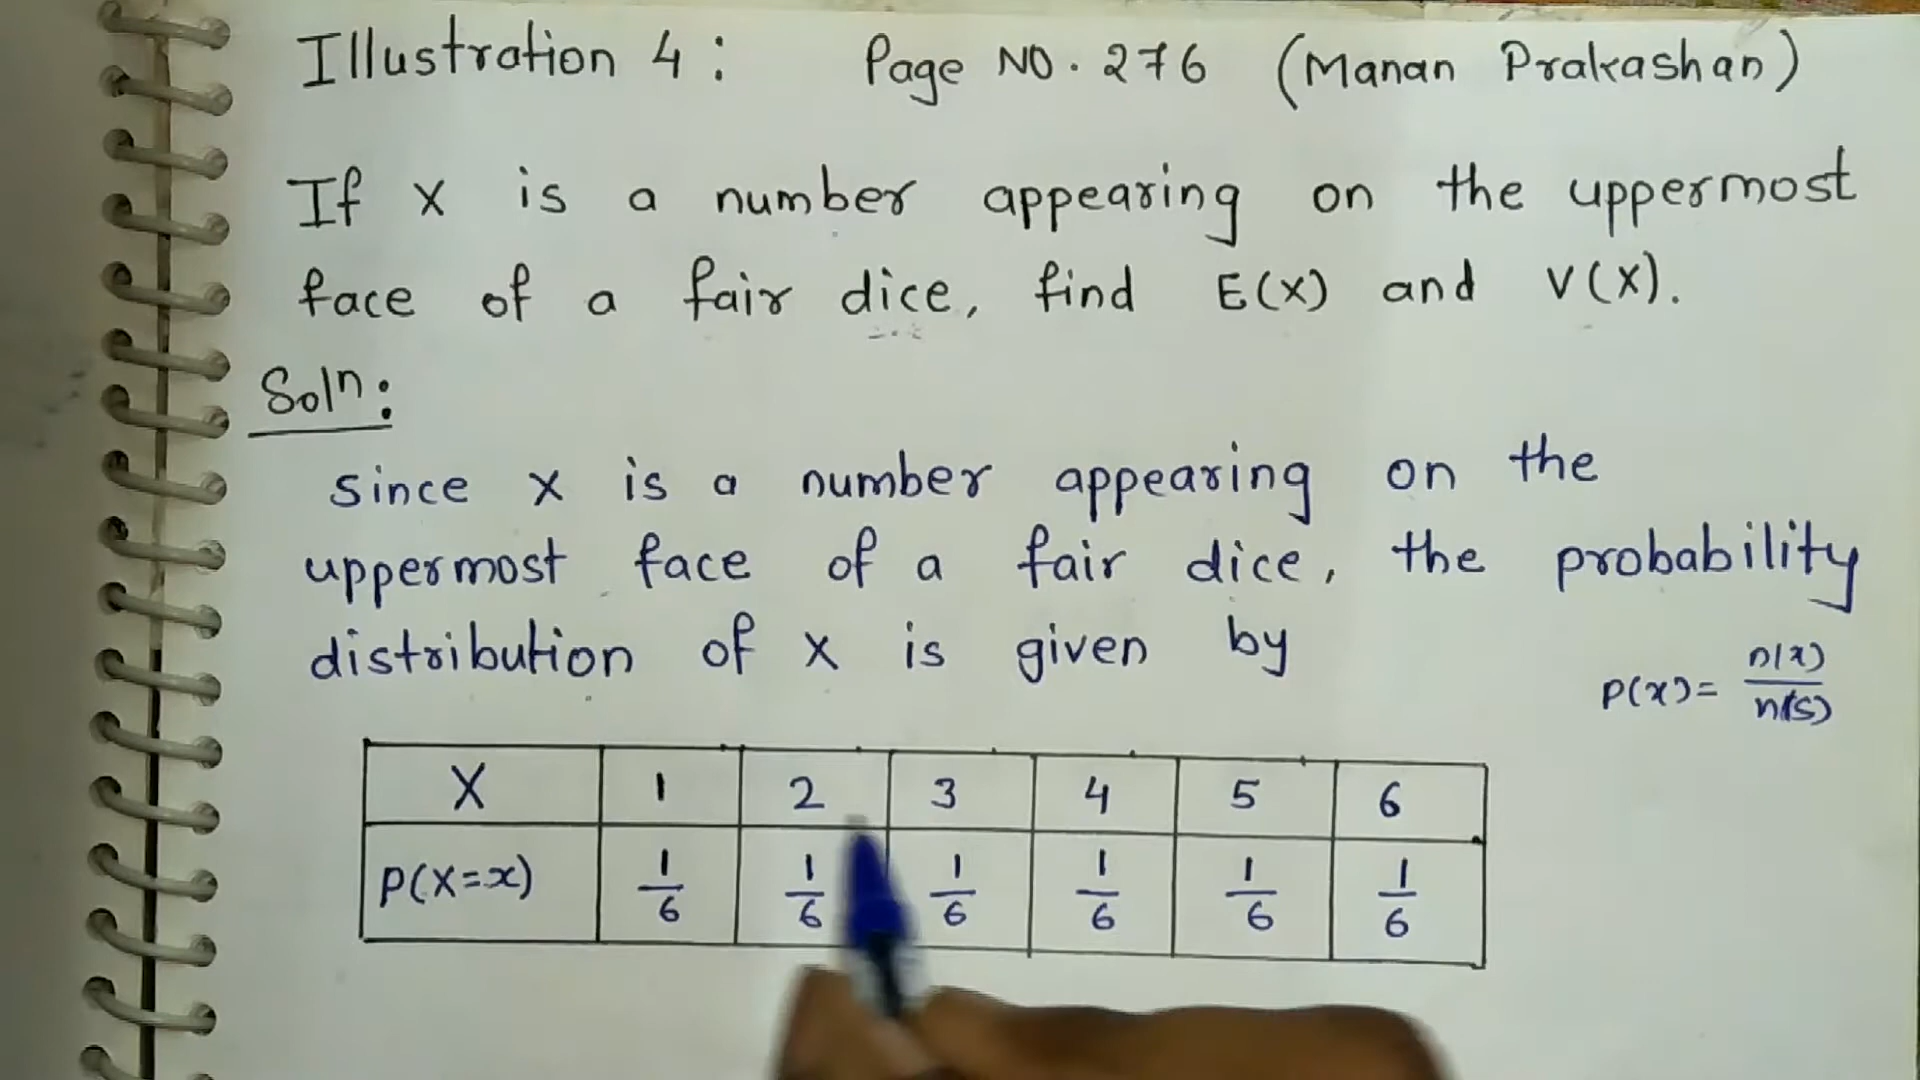 Illustration 4 : Page No. 276 (Manan Prakashan)
If x is a number appearing on the uppermost
face of a fair dice, find E(X) and V(X).
Soln:
Since x is a number appearing on the
uppermost face of a fair dice, the probability
distribution of x is given by
P(x) = n(x)/n(S)
X 1 2 3 4 5 6
P(X=x) 1/6 1/6 1/6 1/6 1/6 1/6